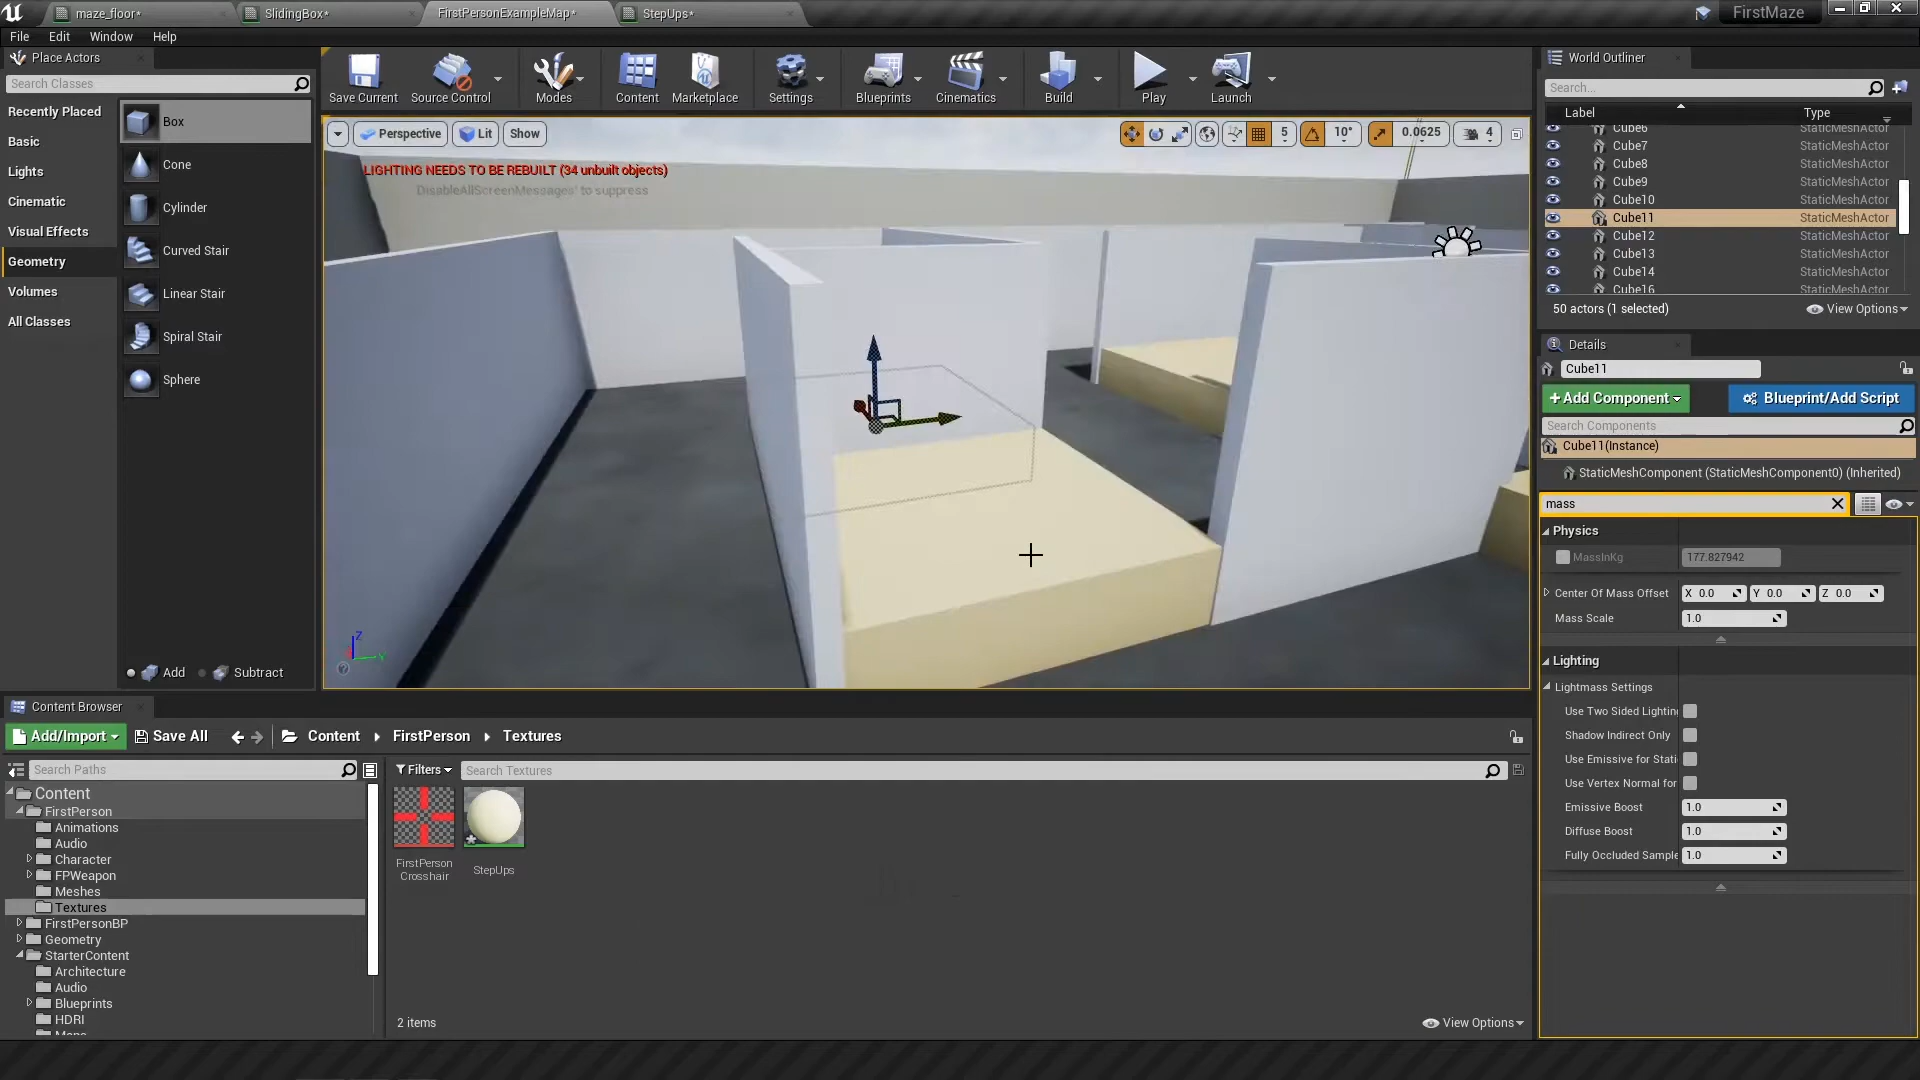 maze_floor*
SlidingBox*
FirstPersonExampleMap*
StepUps*
FirstMaze
File
Edit
Window
Help
Place Actors
Search Classes
Recently Placed
Basic
Lights
Cinematic
Visual Effects
Geometry
Volumes
All Classes
Box
Cone
Cylinder
Curved Stair
Linear Stair
Spiral Stair
Sphere
Add
Subtract
Save Current
Source Control
Modes
Content
Marketplace
Settings
Blueprints
Cinematics
Build
Play
Launch
Perspective
Lit
Show
5
10°
0.0625
4
LIGHTING NEEDS TO BE REBUILT (34 unbuilt objects)
DisableAllScreenMessages' to suppress
Z
Y
World Outliner
Search...
Label
Type
Cube6 StaticMeshActor
Cube7 StaticMeshActor
Cube8 StaticMeshActor
Cube9 StaticMeshActor
Cube10 StaticMeshActor
Cube11 StaticMeshActor
Cube12 StaticMeshActor
Cube13 StaticMeshActor
Cube14 StaticMeshActor
Cube16 StaticMeshActor
50 actors (1 selected)
View Options
Details
Cube11
+ Add Component
Blueprint/Add Script
Search Components
Cube11(Instance)
StaticMeshComponent (StaticMeshComponent0) (Inherited)
mass
Physics
MassInKg 177.827942
Center Of Mass Offset X 0.0 Y 0.0 Z 0.0
Mass Scale 1.0
Lighting
Lightmass Settings
Use Two Sided Lighting
Shadow Indirect Only
Use Emissive for Stati
Use Vertex Normal for
Emissive Boost 1.0
Diffuse Boost 1.0
Fully Occluded Sample 1.0
Content Browser
Add/Import
Save All
Content
FirstPerson
Textures
Search Paths
Filters
Search Textures
Content
FirstPerson
Animations
Audio
Character
FPWeapon
Meshes
Textures
FirstPersonBP
Geometry
StarterContent
Architecture
Audio
Blueprints
HDRI
Maps
FirstPerson
Crosshair
StepUps
2 items
View Options